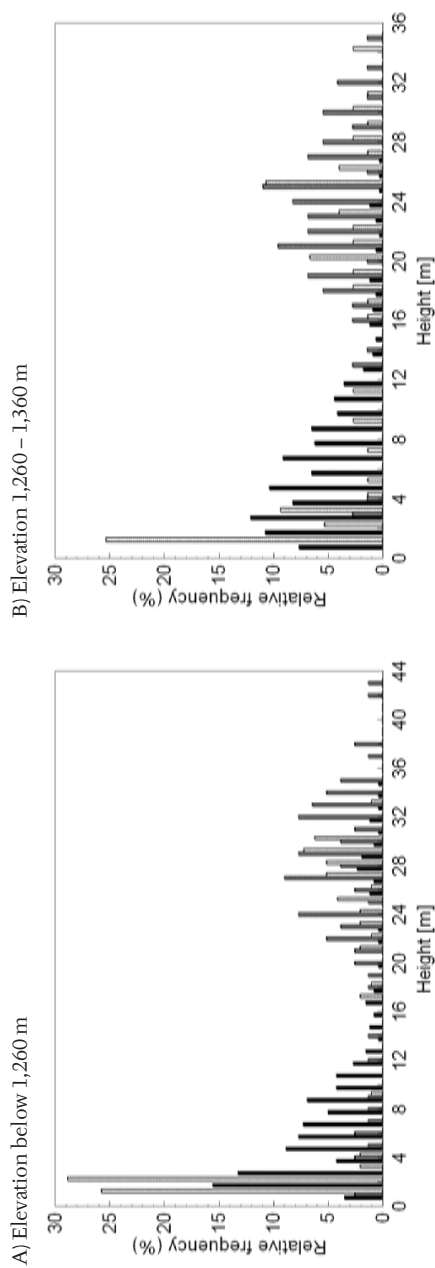 A) Elevation below 1,260 m
30
25
20
15
10
5
0
Relative frequency (%)
0 4 8 12 16 20 24 28 32 36 40 44
Height [m]
B) Elevation 1,260 – 1,360 m
30
25
20
15
10
5
0
Relative frequency (%)
0 4 8 12 16 20 24 28 32 36
Height [m]